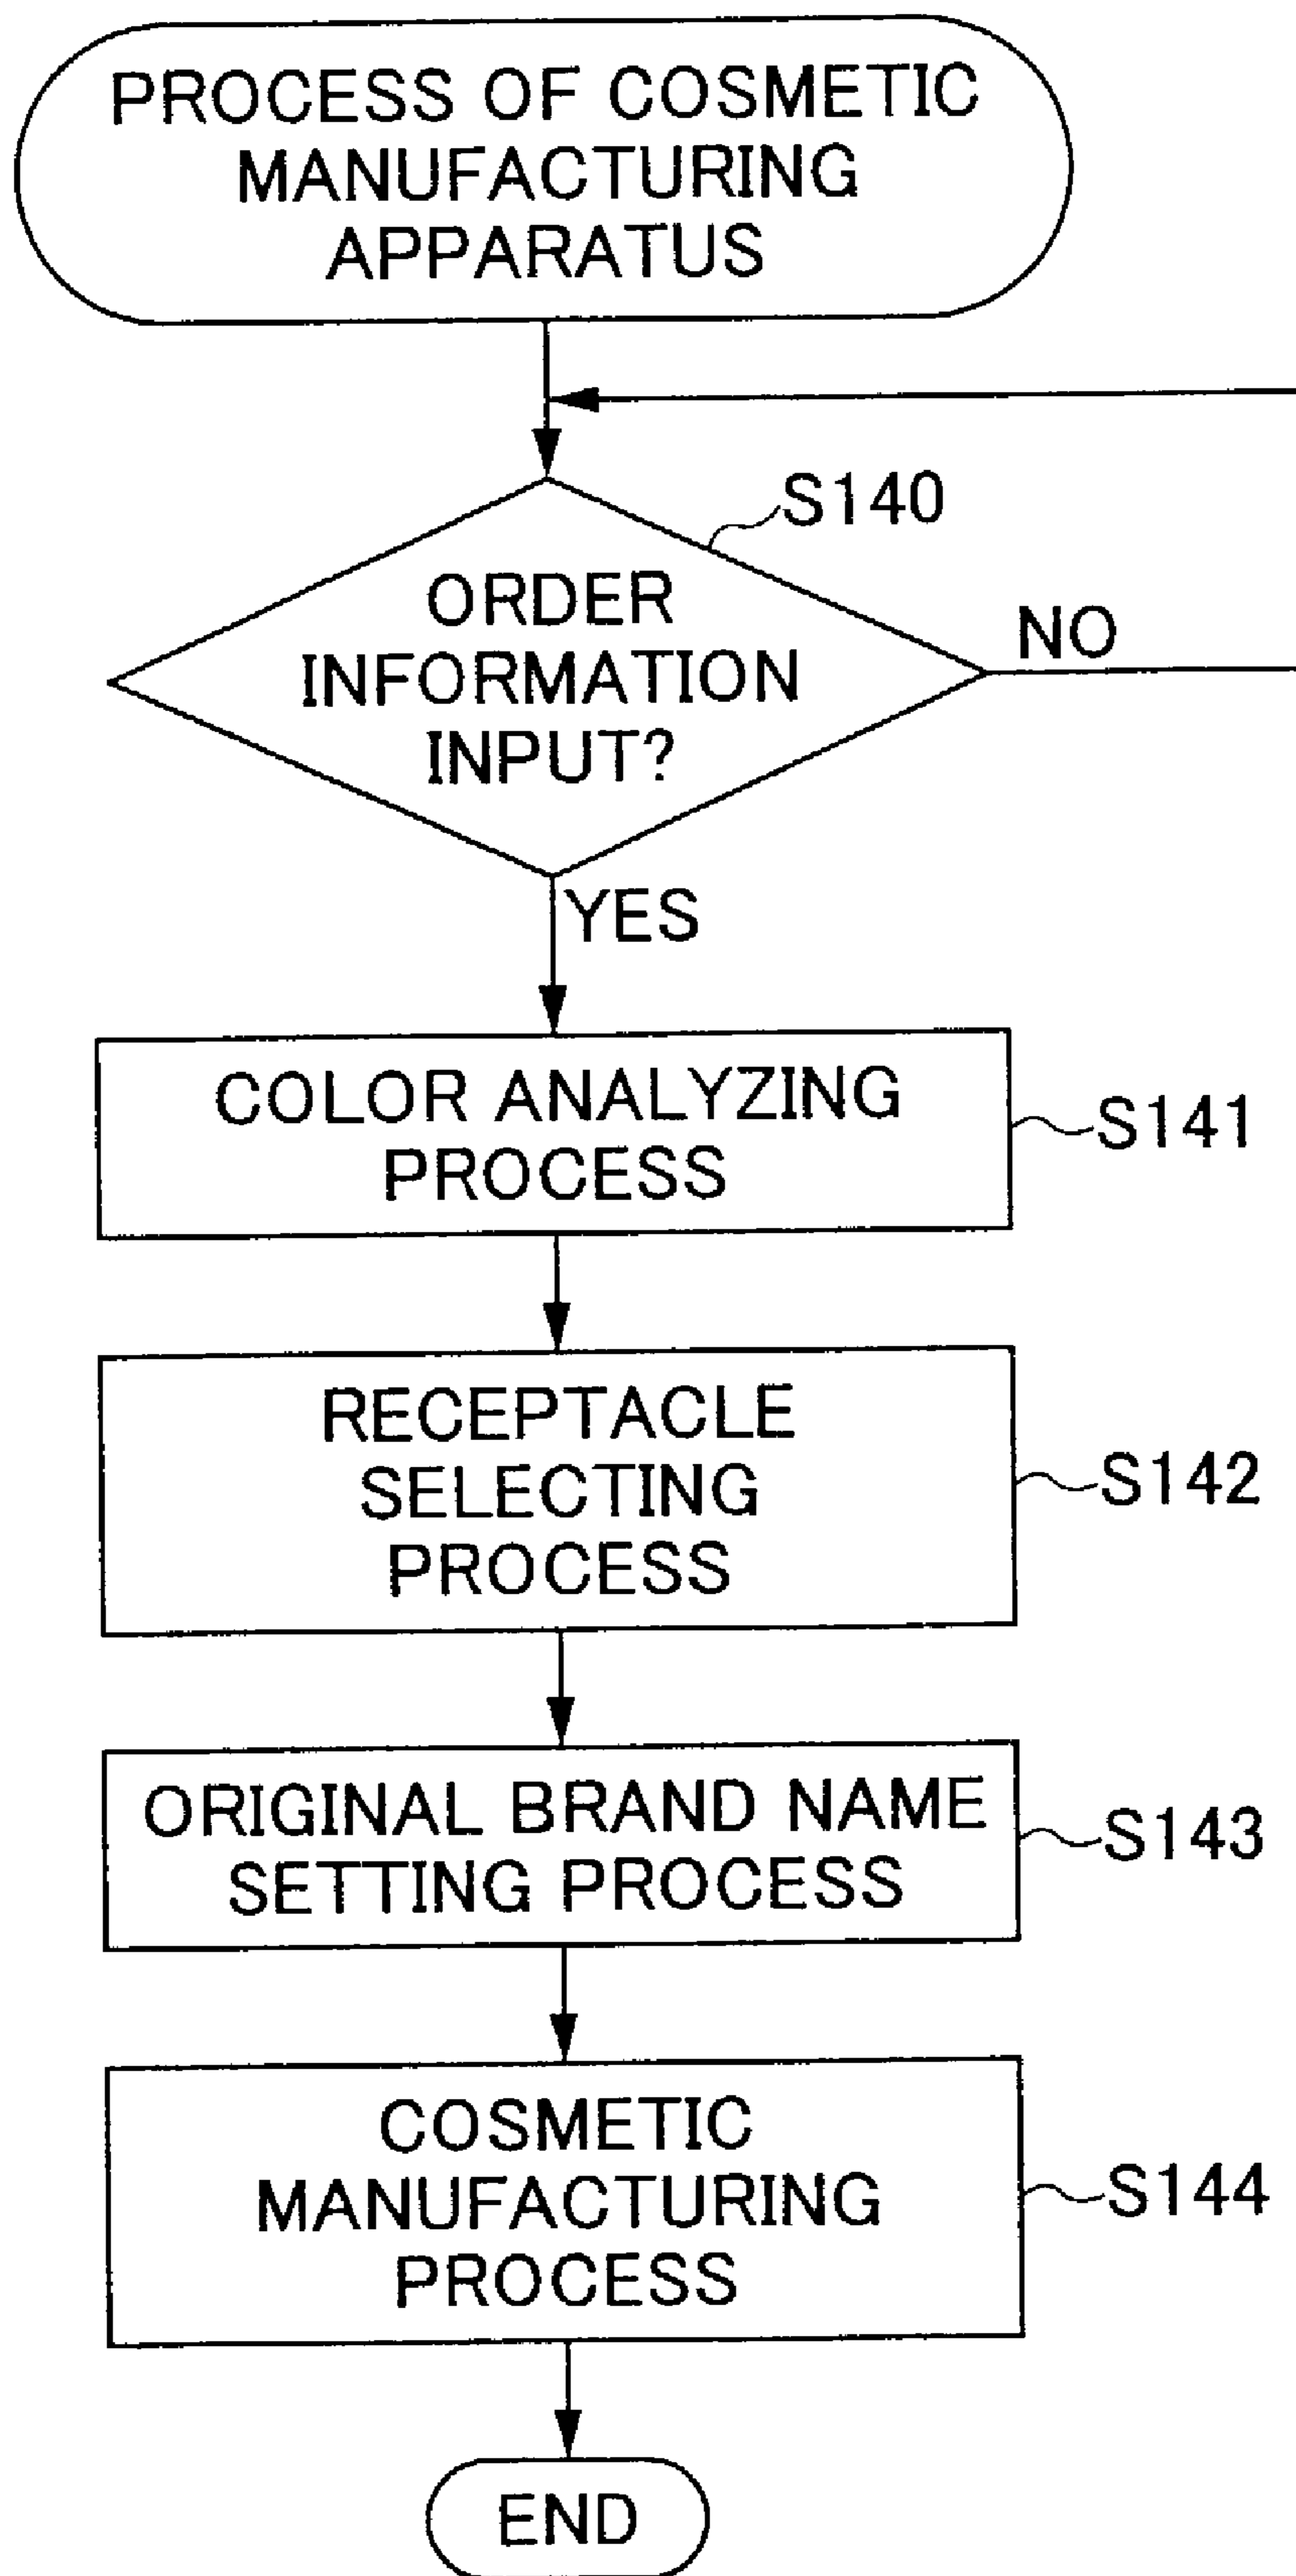 PROCESS OF COSMETIC
MANUFACTURING
APPARATUS
S140
ORDER
INFORMATION
INPUT?
NO
YES
COLOR ANALYZING
PROCESS
S141
RECEPTACLE
SELECTING
PROCESS
S142
ORIGINAL BRAND NAME
SETTING PROCESS
S143
COSMETIC
MANUFACTURING
PROCESS
S144
END